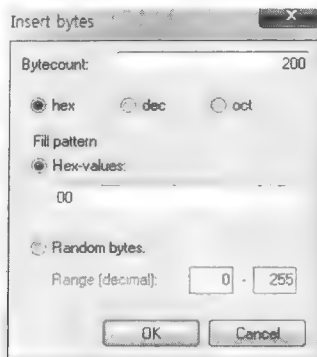 Insert bytes
Bytecount: 200
hex dec oct
Fill pattern
Hex-values:
00
Random bytes.
Range (decimal): 0 - 255
OK Cancel